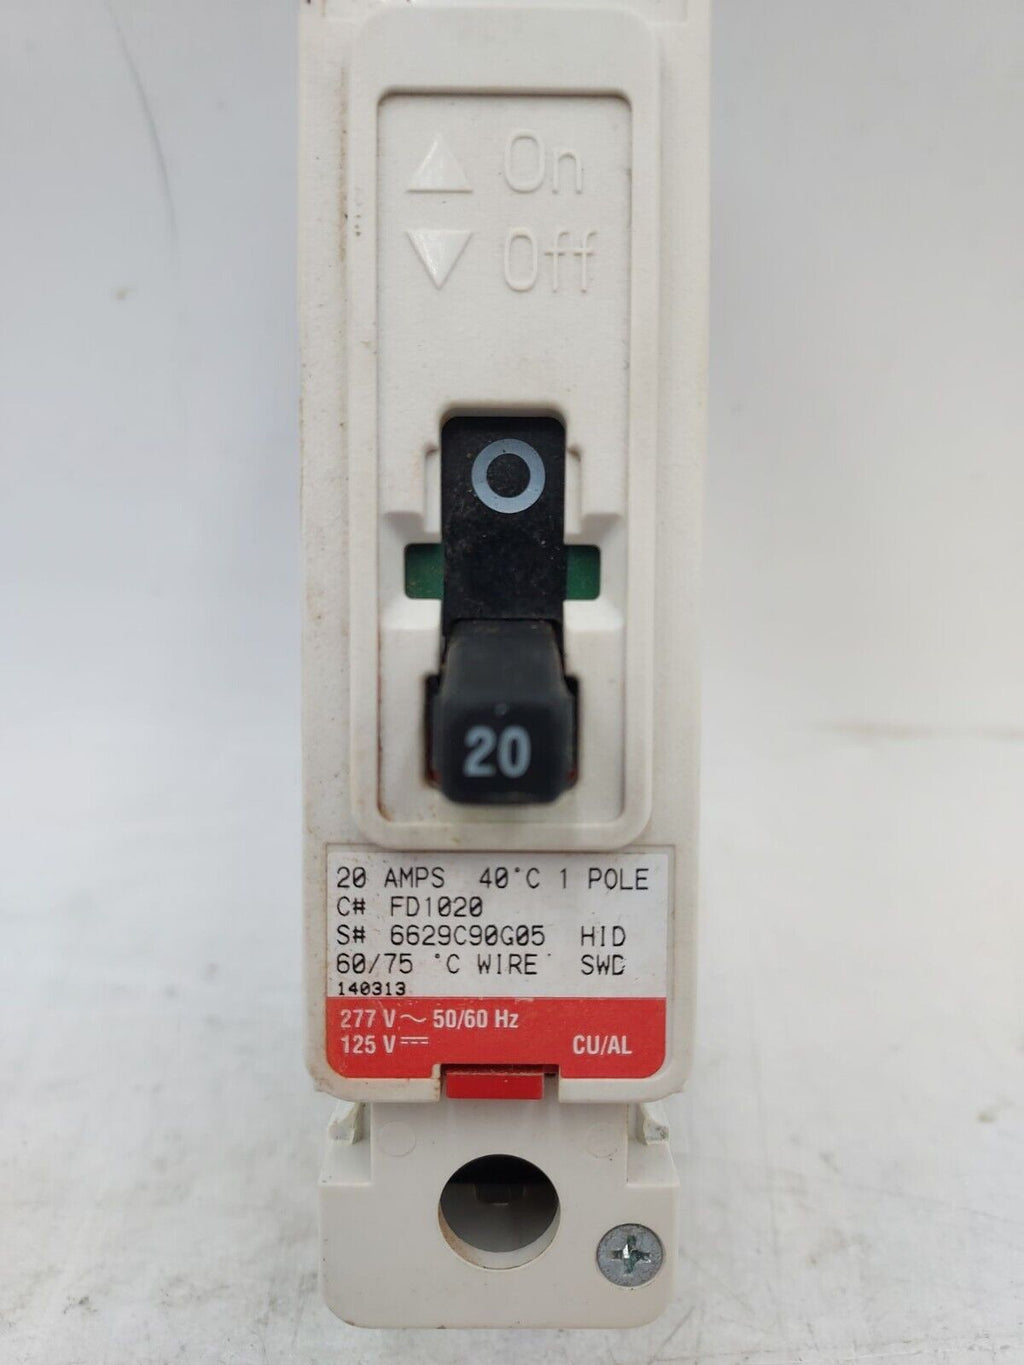 On
Off
20
20 AMPS 40°C 1 POLE
C# FD1020
S# 6629C90G05 HID
60/75 °C WIRE SWD
140313
277 V ~ 50/60 Hz
125 V ⎓ CU/AL